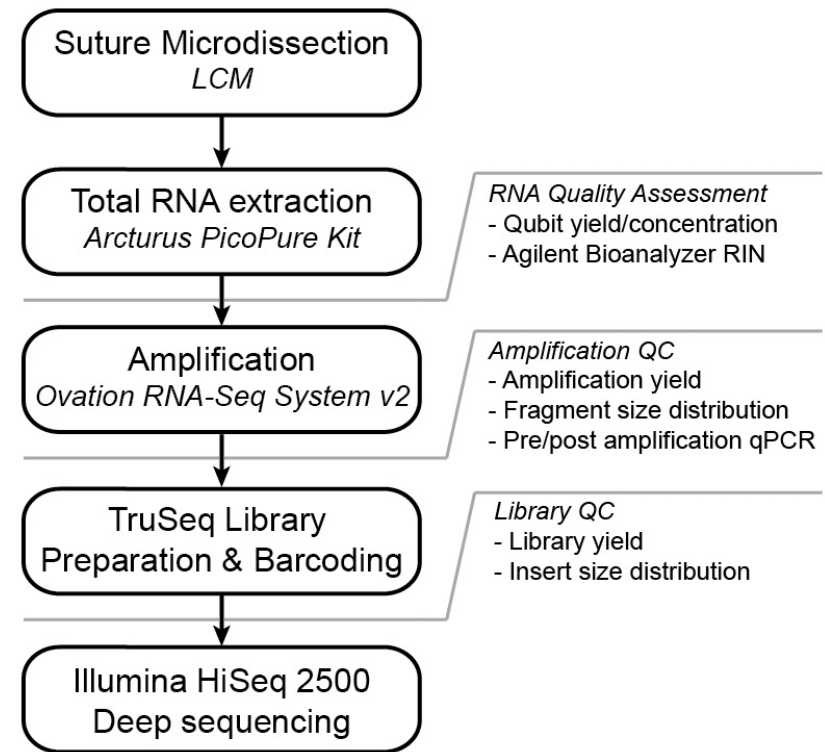 Suture Microdissection
LCM
Total RNA extraction
Arcturus PicoPure Kit
RNA Quality Assessment
- Qubit yield/concentration
- Agilent Bioanalyzer RIN
Amplification
Ovation RNA-Seq System v2
Amplification QC
- Amplification yield
- Fragment size distribution
- Pre/post amplification qPCR
TruSeq Library
Preparation & Barcoding
Library QC
- Library yield
- Insert size distribution
Illumina HiSeq 2500
Deep sequencing